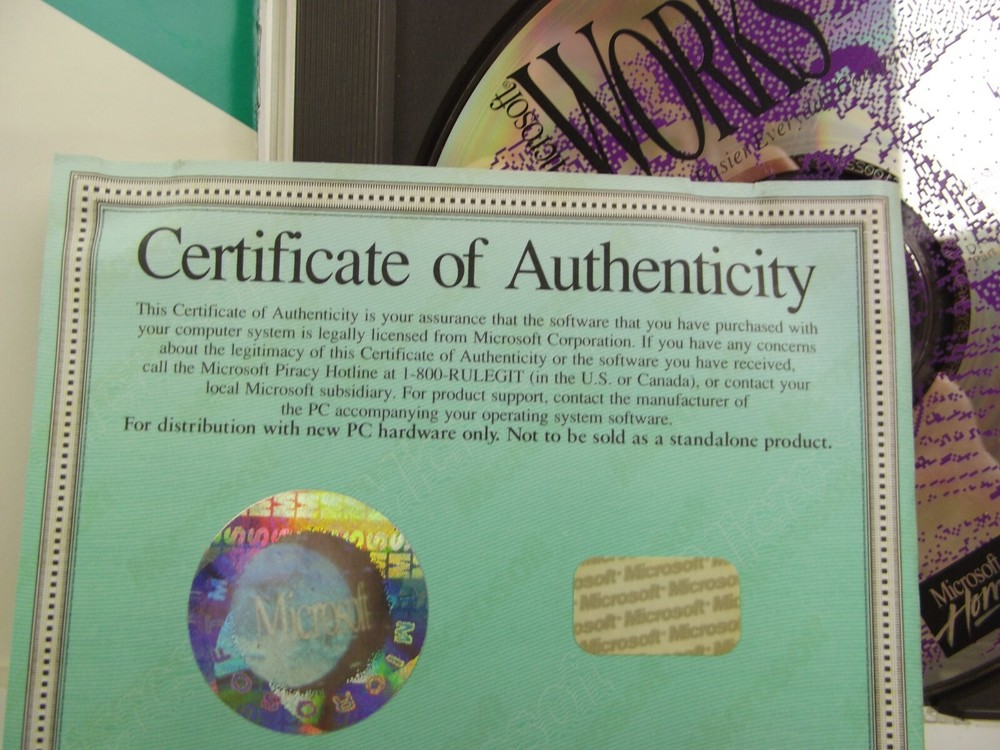 Microsoft®
WORKS
Certificate of Authenticity
This Certificate of Authenticity is your assurance that the software that you have purchased with
your computer system is legally licensed from Microsoft Corporation. If you have any concerns
about the legitimacy of this Certificate of Authenticity or the software you have received,
call the Microsoft Piracy Hotline at 1-800-RULEGIT (in the U.S. or Canada), or contact your
local Microsoft subsidiary. For product support, contact the manufacturer of
the PC accompanying your operating system software.
For distribution with new PC hardware only. Not to be sold as a standalone product.
Microsoft
osoft® Microsoft®
Microsoft® Microso
osoft® Microsoft® Mic
Microsoft® Microso
Microsoft